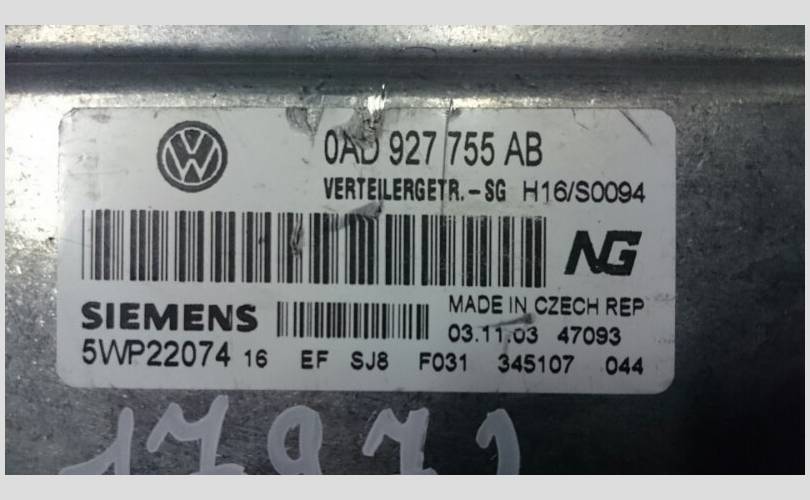 0AD 927 755 AB
VERTEILERGETR.-SG H16/S0094
NG
SIEMENS
MADE IN CZECH REP
03.11.03 47093
5WP22074 16 EF SJ8 F031 345107 044